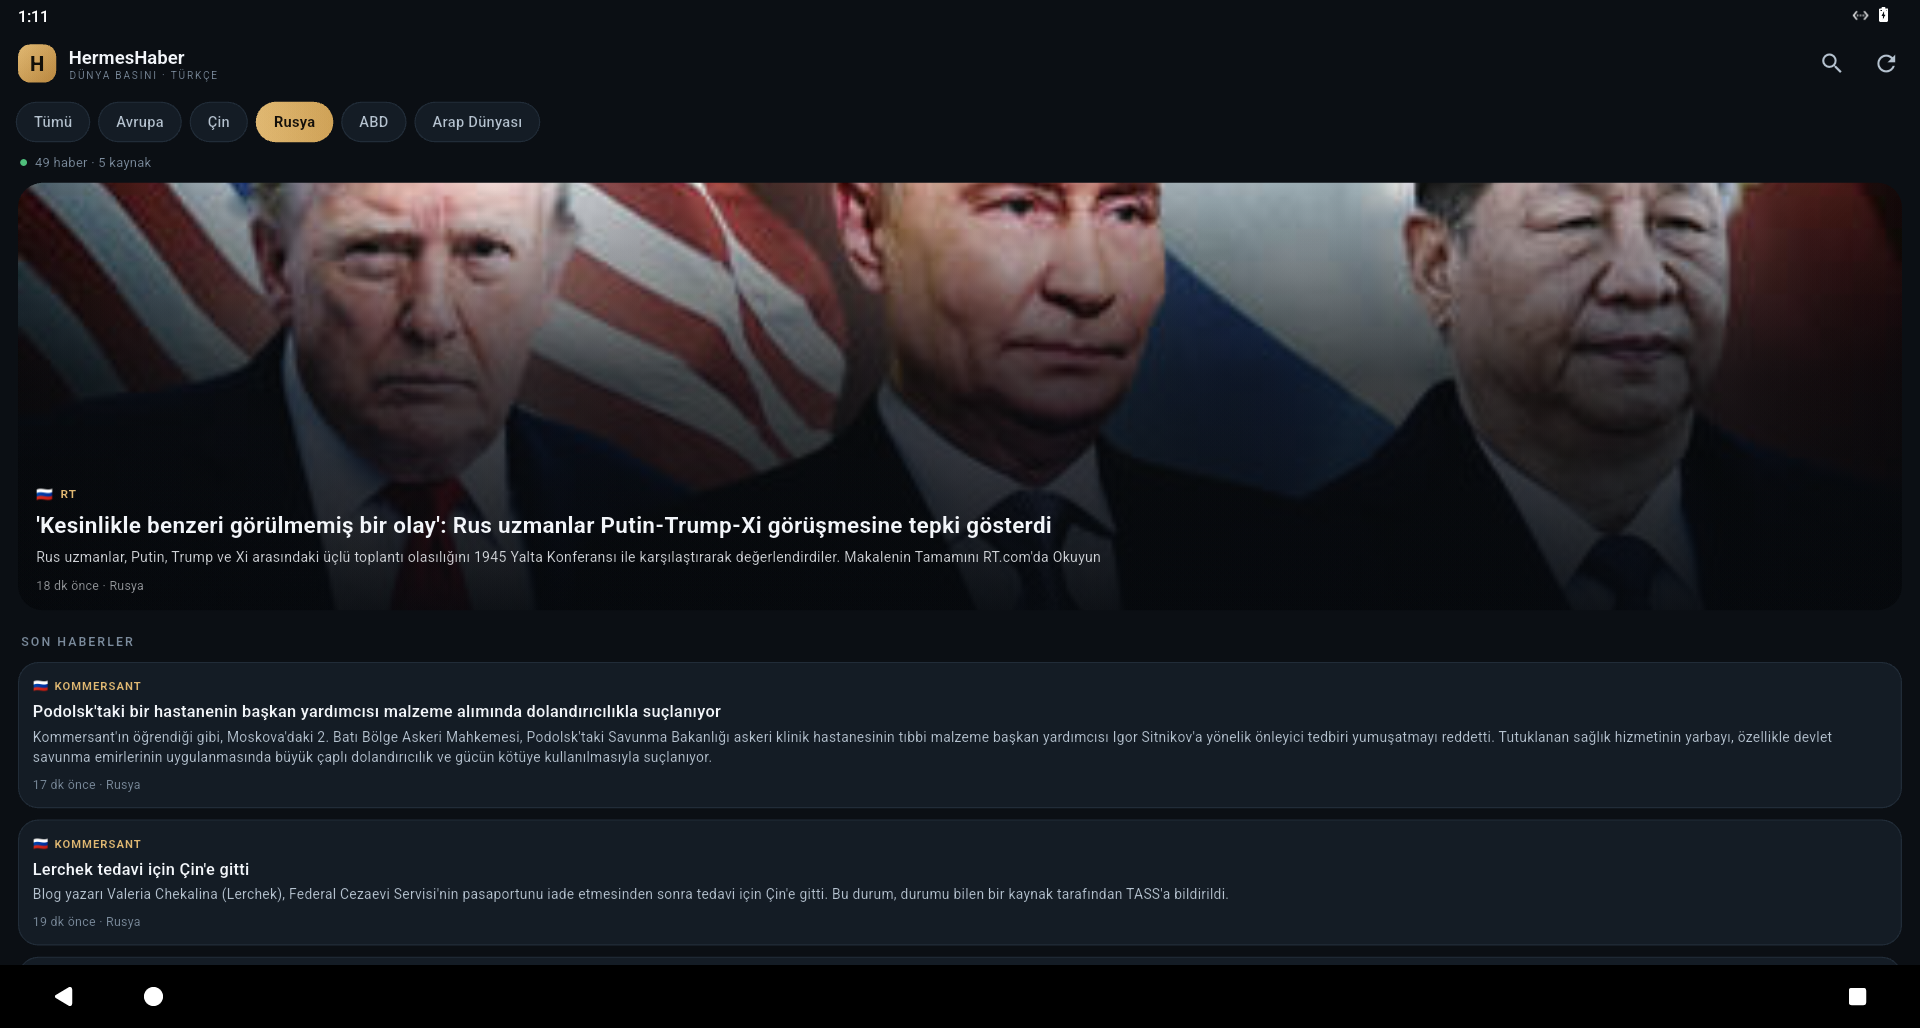 1:11
H
HermesHaber
DÜNYA BASINI · TÜRKÇE
Tümü
Avrupa
Çin
Rusya
ABD
Arap Dünyası
49 haber · 5 kaynak
RT
'Kesinlikle benzeri görülmemiş bir olay': Rus uzmanlar Putin-Trump-Xi görüşmesine tepki gösterdi
Rus uzmanlar, Putin, Trump ve Xi arasındaki üçlü toplantı olasılığını 1945 Yalta Konferansı ile karşılaştırarak değerlendirdiler. Makalenin Tamamını RT.com'da Okuyun
18 dk önce · Rusya
SON HABERLER
KOMMERSANT
Podolsk'taki bir hastanenin başkan yardımcısı malzeme alımında dolandırıcılıkla suçlanıyor
Kommersant'ın öğrendiği gibi, Moskova'daki 2. Batı Bölge Askeri Mahkemesi, Podolsk'taki Savunma Bakanlığı askeri klinik hastanesinin tıbbi malzeme başkan yardımcısı Igor Sitnikov'a yönelik önleyici tedbiri yumuşatmayı reddetti. Tutuklanan sağlık hizmetinin yarbayı, özellikle devlet
savunma emirlerinin uygulanmasında büyük çaplı dolandırıcılık ve gücün kötüye kullanılmasıyla suçlanıyor.
17 dk önce · Rusya
KOMMERSANT
Lerchek tedavi için Çin'e gitti
Blog yazarı Valeria Chekalina (Lerchek), Federal Cezaevi Servisi'nin pasaportunu iade etmesinden sonra tedavi için Çin'e gitti. Bu durum, durumu bilen bir kaynak tarafından TASS'a bildirildi.
19 dk önce · Rusya